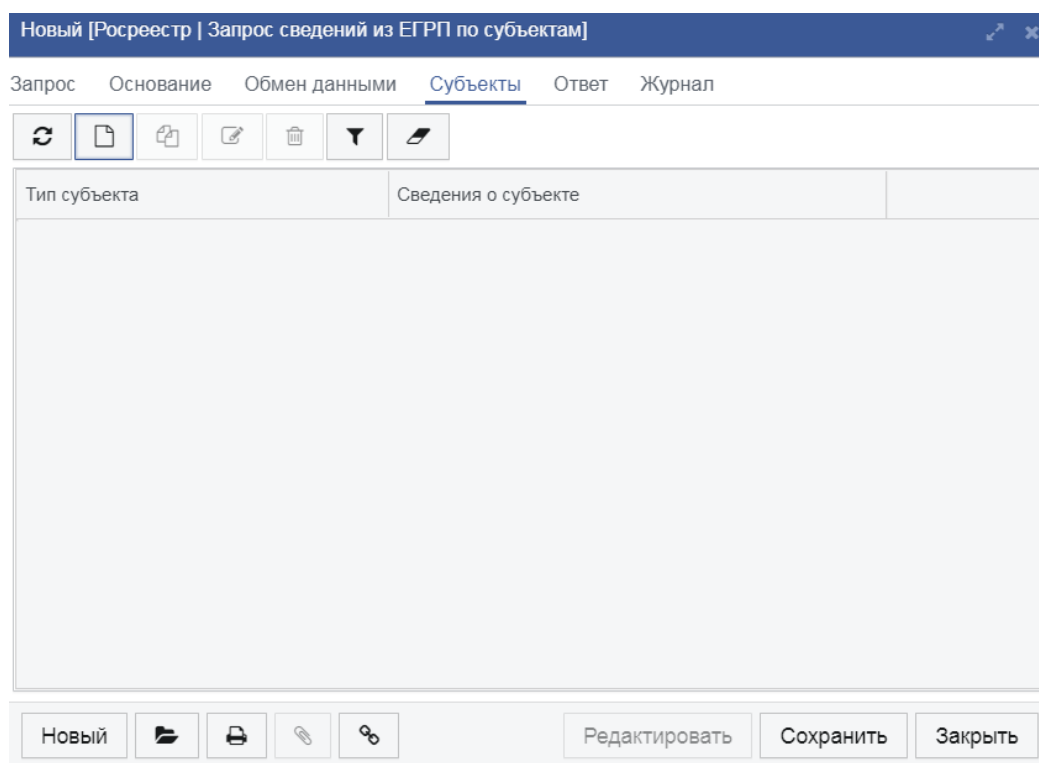 Новый [Росреестр | Запрос сведений из ЕГРП по субъектам]
Запрос Основание Обмен данными Субъекты Ответ Журнал
Тип субъекта Сведения о субъекте
Новый Редактировать Сохранить Закрыть